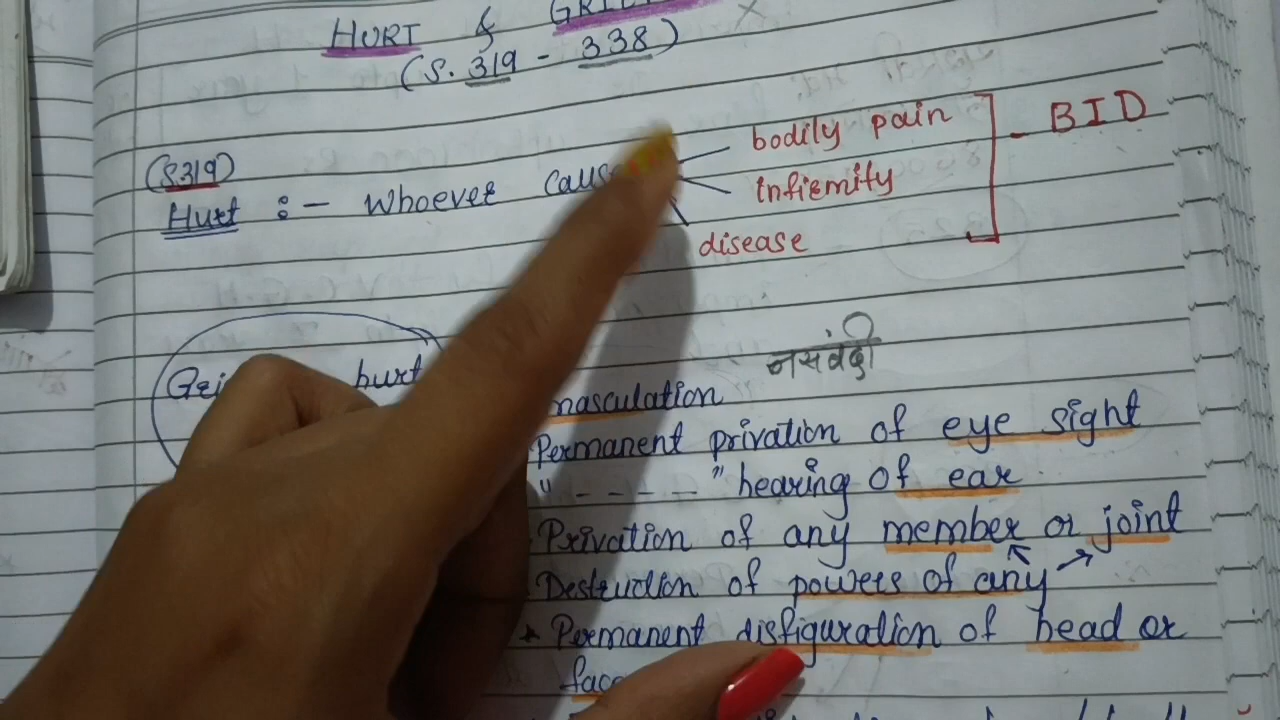 HURT &
(S. 319 - 338)
(S319)
Hurt :- Whoever
bodily pain
infirmity
disease
- BID
नसबंदी
hurt
Permanent privation of eye sight
" - - - - - " hearing of ear
Privation of any member or joint
Destruction of powers of any
* Permanent disfiguration of head or